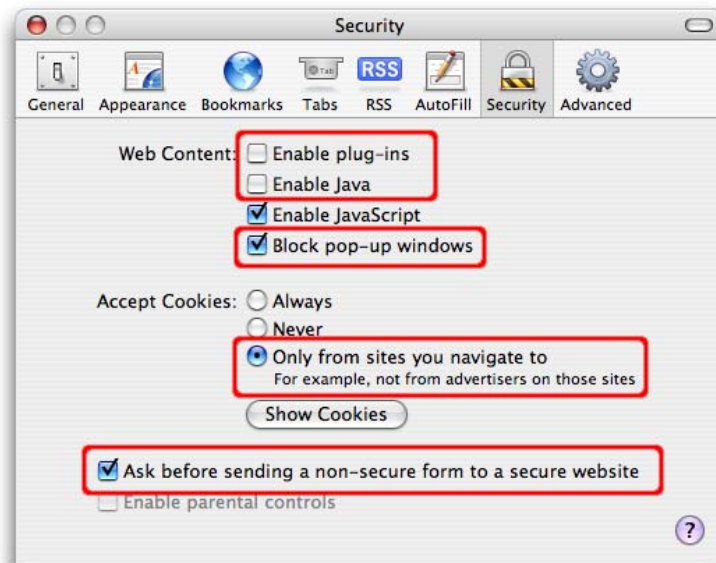 Security
Tab
RSS
General Appearance Bookmarks Tabs RSS AutoFill Security Advanced
Web Content: Enable plug-ins
Enable Java
Enable JavaScript
Block pop-up windows
Accept Cookies: Always
Never
Only from sites you navigate to
For example, not from advertisers on those sites
Show Cookies
Ask before sending a non-secure form to a secure website
Enable parental controls
?